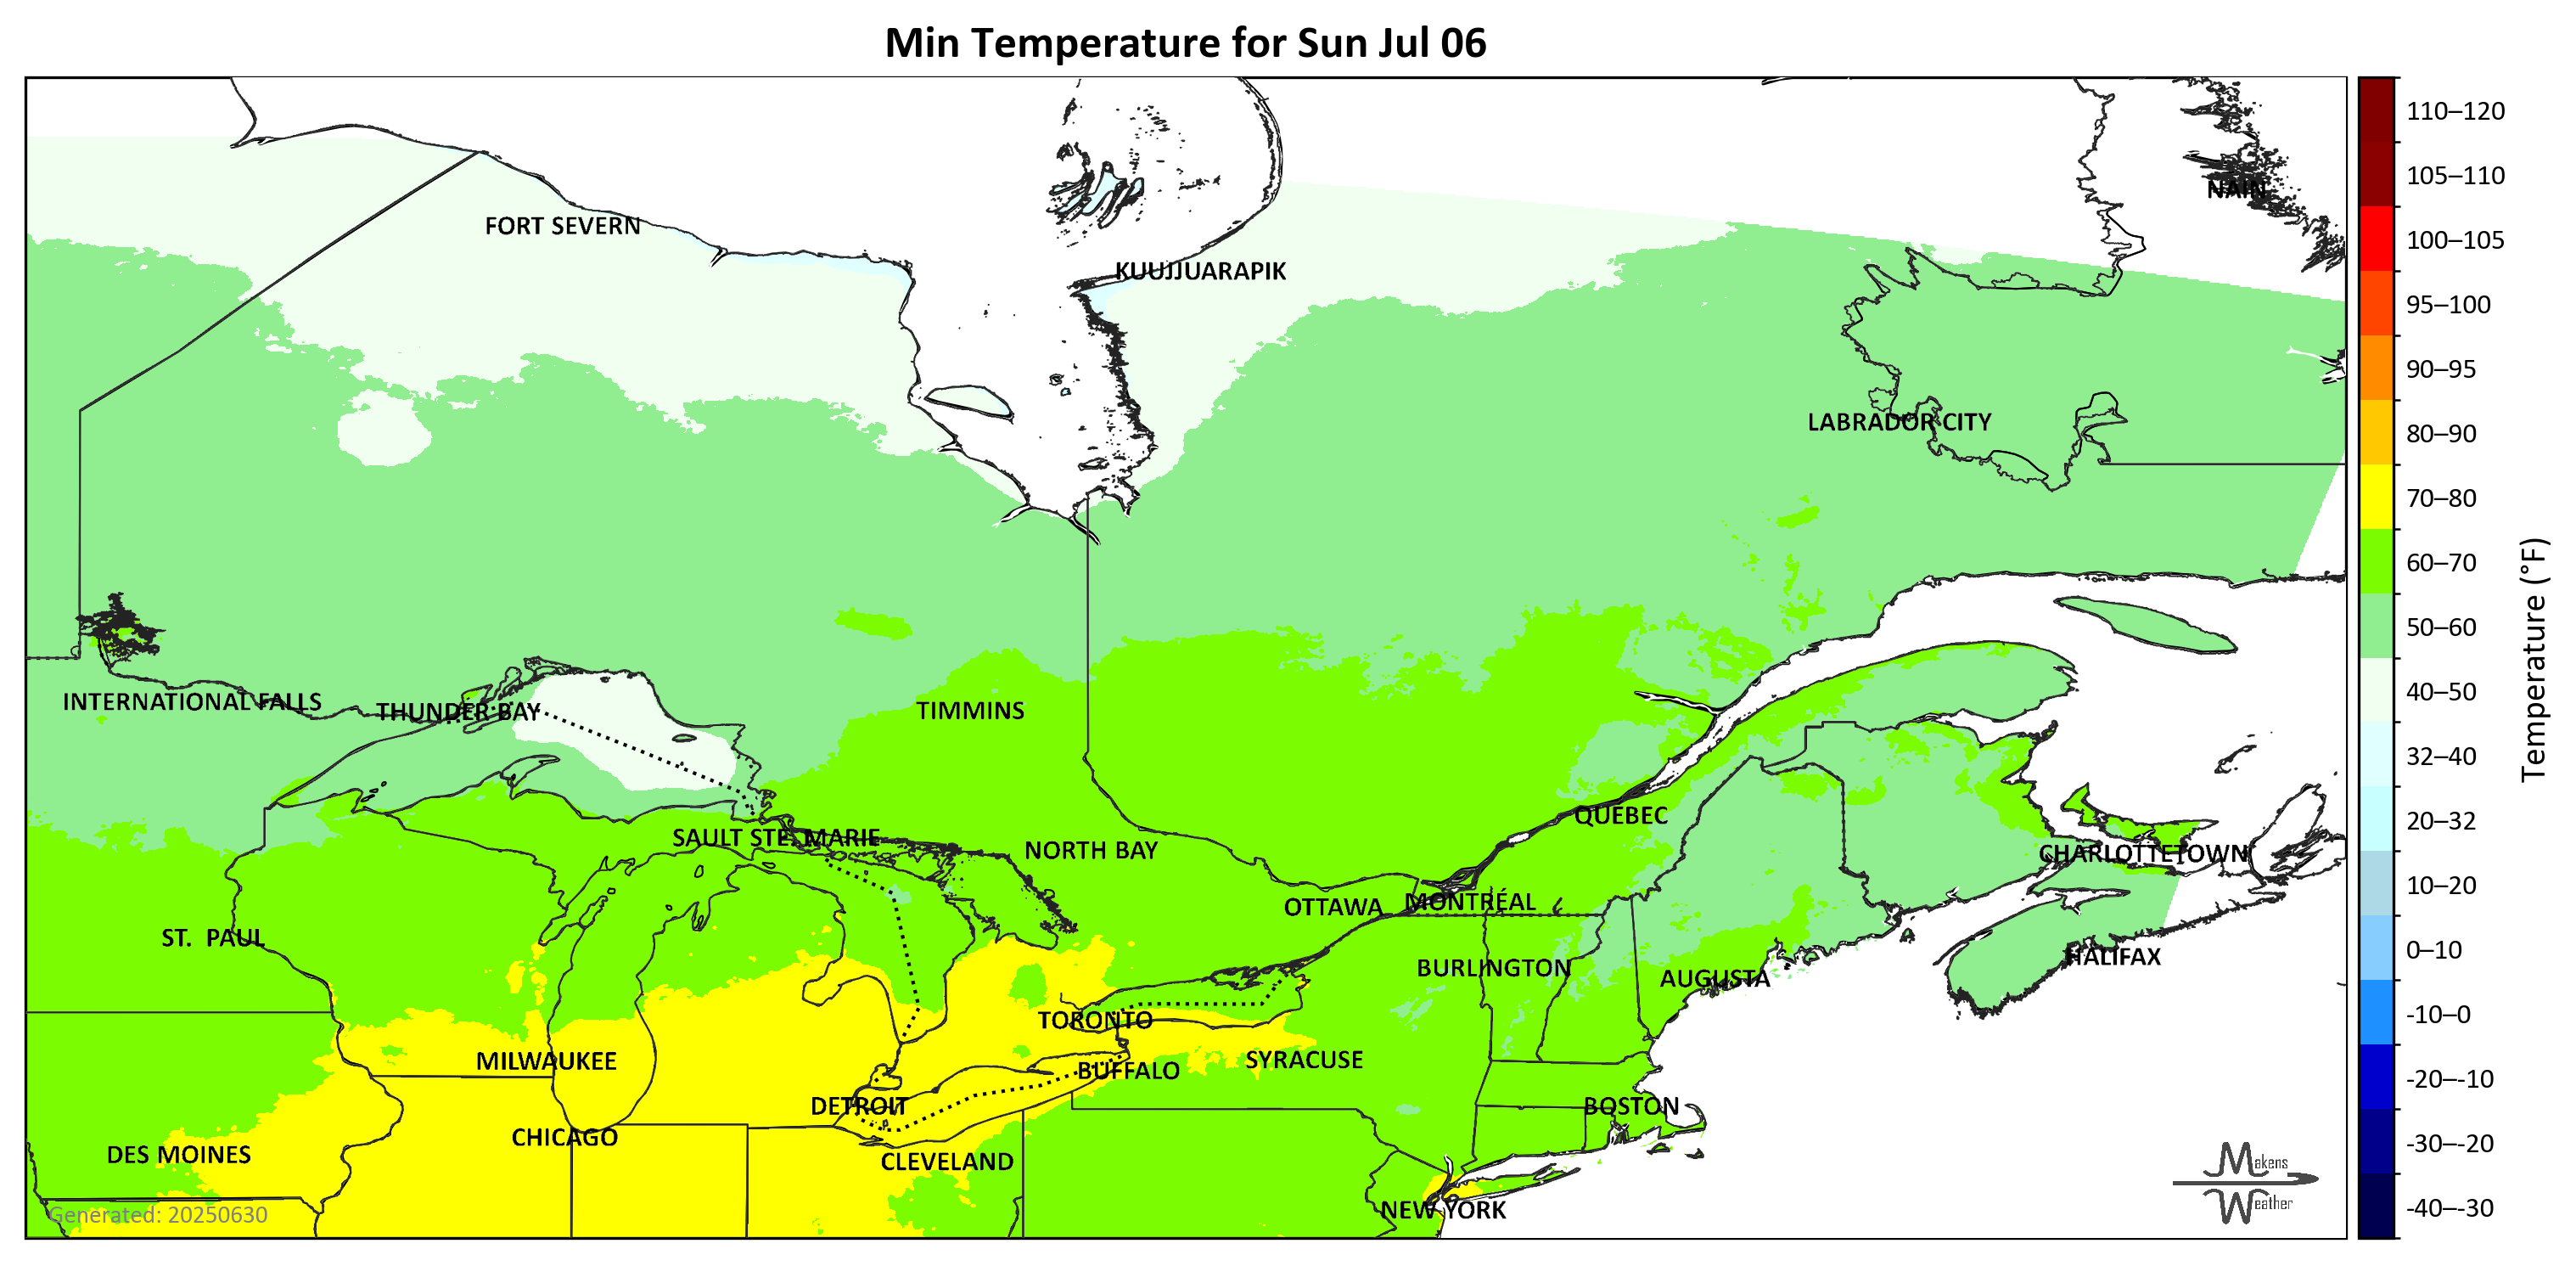 Min Temperature for Sun Jul 06
NAIN
FORT SEVERN
KUUJJUARAPIK
LABRADOR CITY
INTERNATIONAL FALLS
THUNDER BAY
TIMMINS
QUÉBEC
SAULT STE. MARIE
NORTH BAY
CHARLOTTETOWN
OTTAWA
MONTRÉAL
ST. PAUL
HALIFAX
BURLINGTON
AUGUSTA
TORONTO
MILWAUKEE
SYRACUSE
BUFFALO
DETROIT
BOSTON
CHICAGO
DES MOINES
CLEVELAND
NEW YORK
Generated: 20250630
Makens
Weather
110–120
105–110
100–105
95–100
90–95
80–90
70–80
60–70
50–60
40–50
32–40
20–32
10–20
0–10
-10–0
-20–-10
-30–-20
-40–-30
Temperature (°F)